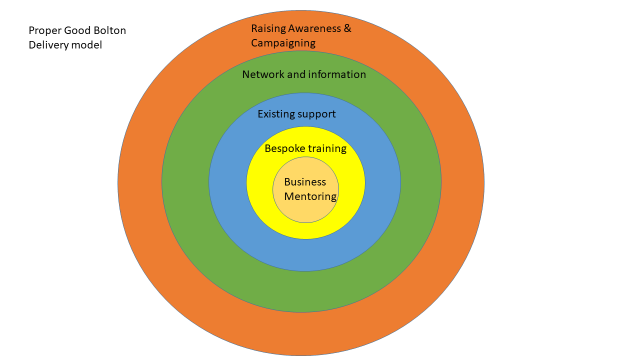 Proper Good Bolton
Delivery model
Raising Awareness &
Campaigning
Network and information
Existing support
Bespoke training
Business
Mentoring